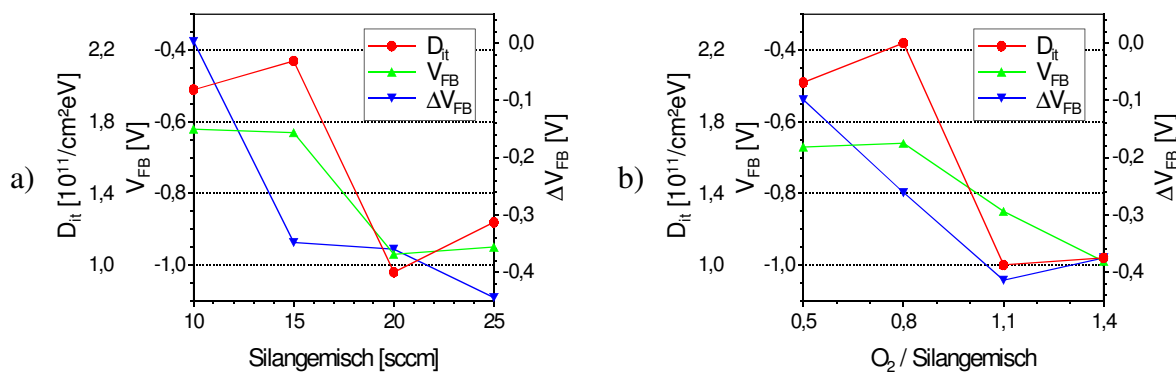 a)
D_it [10^11/cm²eV]
2,2
1,8
1,4
1,0
V_FB [V]
-0,4
-0,6
-0,8
-1,0
D_it
V_FB
ΔV_FB
0,0
-0,1
-0,2
-0,3
-0,4
ΔV_FB [V]
10 15 20 25
Silangemisch [sccm]
b)
D_it [10^11/cm²eV]
2,2
1,8
1,4
1,0
V_FB [V]
-0,4
-0,6
-0,8
-1,0
D_it
V_FB
ΔV_FB
0,0
-0,1
-0,2
-0,3
-0,4
ΔV_FB [V]
0,5 0,8 1,1 1,4
O₂ / Silangemisch